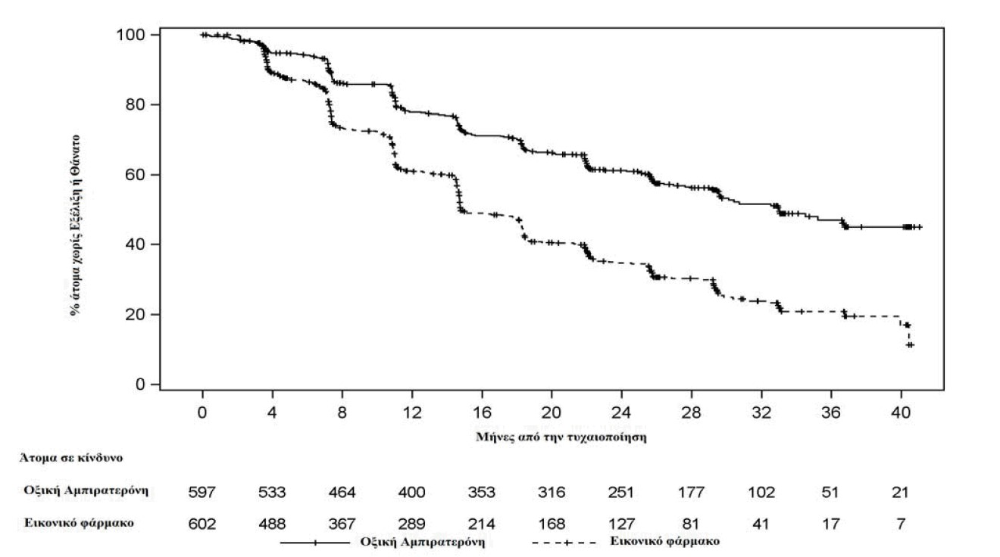 % άτομα χωρίς Εξέλιξη ή Θάνατο
100
80
60
40
20
0
0 4 8 12 16 20 24 28 32 36 40
Μήνες από την τυχαιοποίηση
Άτομα σε κίνδυνο
Οξική Αμπιρατερόνη 597 533 464 400 353 316 251 177 102 51 21
Εικονικό φάρμακο 602 488 367 289 214 168 127 81 41 17 7
Οξική Αμπιρατερόνη Εικονικό φάρμακο